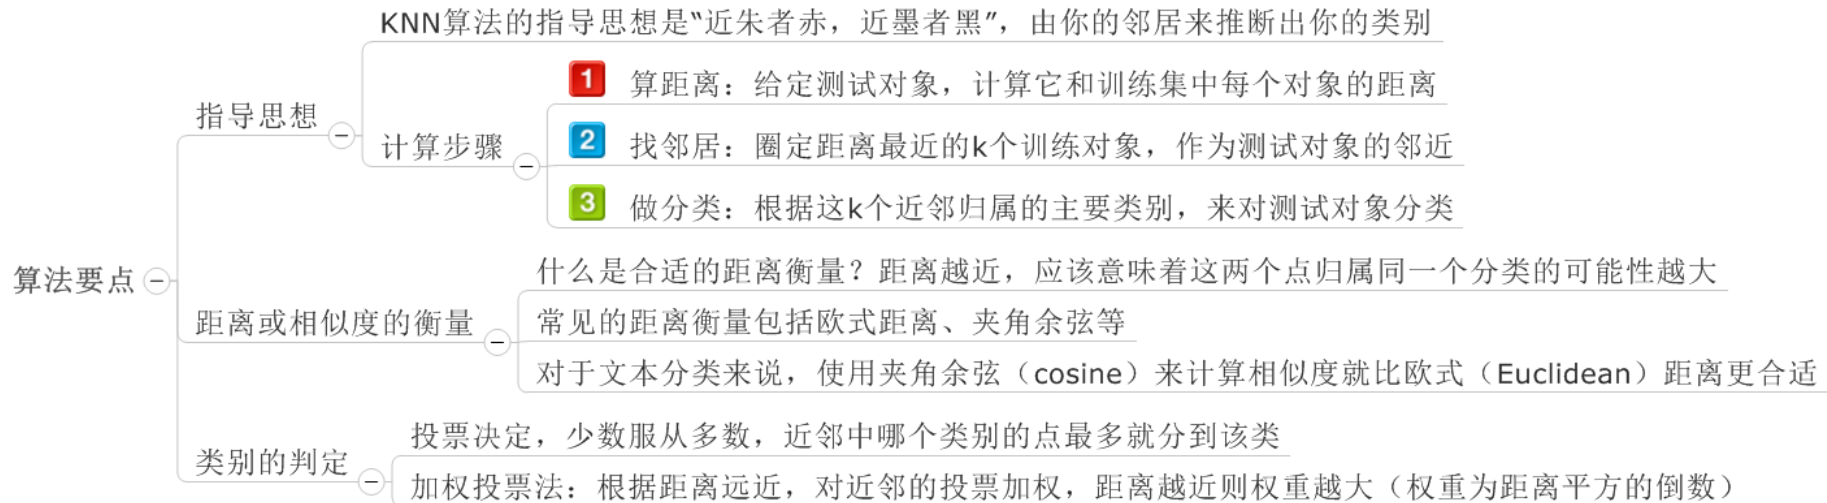 KNN算法的指导思想是“近朱者赤，近墨者黑”，由你的邻居来推断出你的类别
指导思想
计算步骤
1 算距离：给定测试对象，计算它和训练集中每个对象的距离
2 找邻居：圈定距离最近的k个训练对象，作为测试对象的邻近
3 做分类：根据这k个近邻归属的主要类别，来对测试对象分类
算法要点
距离或相似度的衡量
什么是合适的距离衡量？距离越近，应该意味着这两个点归属同一个分类的可能性越大
常见的距离衡量包括欧式距离、夹角余弦等
对于文本分类来说，使用夹角余弦（cosine）来计算相似度就比欧式（Euclidean）距离更合适
类别的判定
投票决定，少数服从多数，近邻中哪个类别的点最多就分到该类
加权投票法：根据距离远近，对近邻的投票加权，距离越近则权重越大（权重为距离平方的倒数）